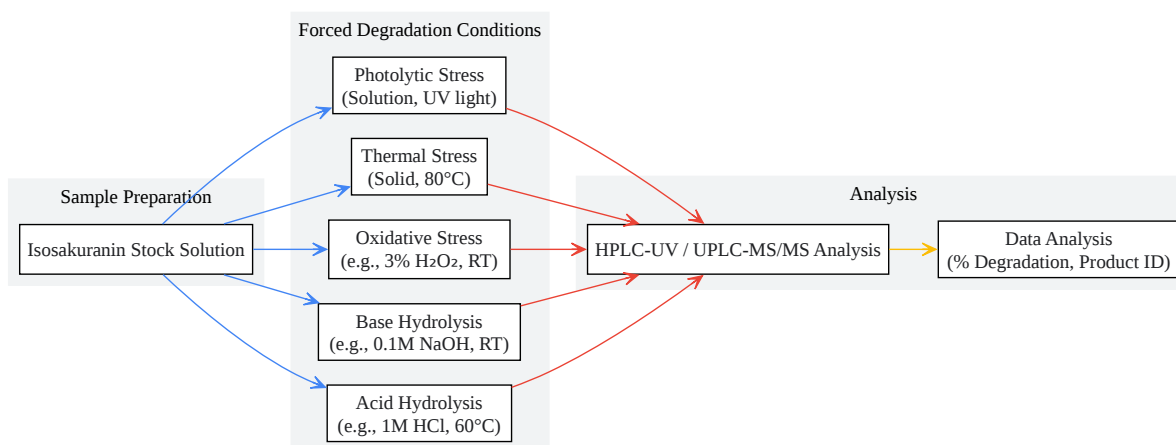 Forced Degradation Conditions
Photolytic Stress
(Solution, UV light)
Thermal Stress
(Solid, 80°C)
Sample Preparation
Analysis
Isosakuranin Stock Solution
Oxidative Stress
(e.g., 3% H₂O₂, RT)
HPLC-UV / UPLC-MS/MS Analysis
Data Analysis
(% Degradation, Product ID)
Base Hydrolysis
(e.g., 0.1M NaOH, RT)
Acid Hydrolysis
(e.g., 1M HCl, 60°C)